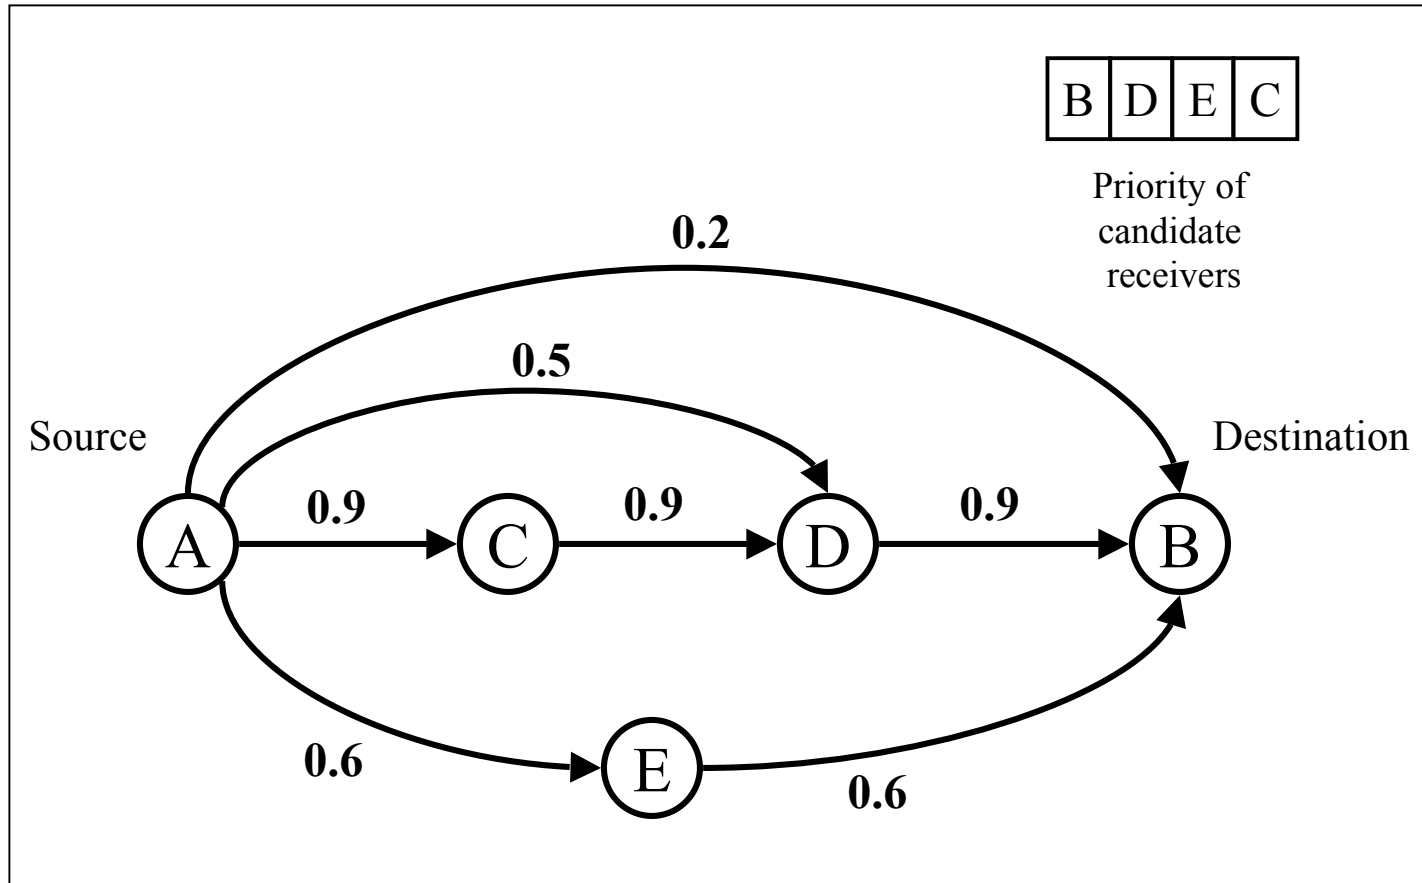 B D E C
Priority of
candidate
receivers
0.2
0.5
Source
Destination
0.9
0.9
0.9
A
C
D
B
0.6
E
0.6